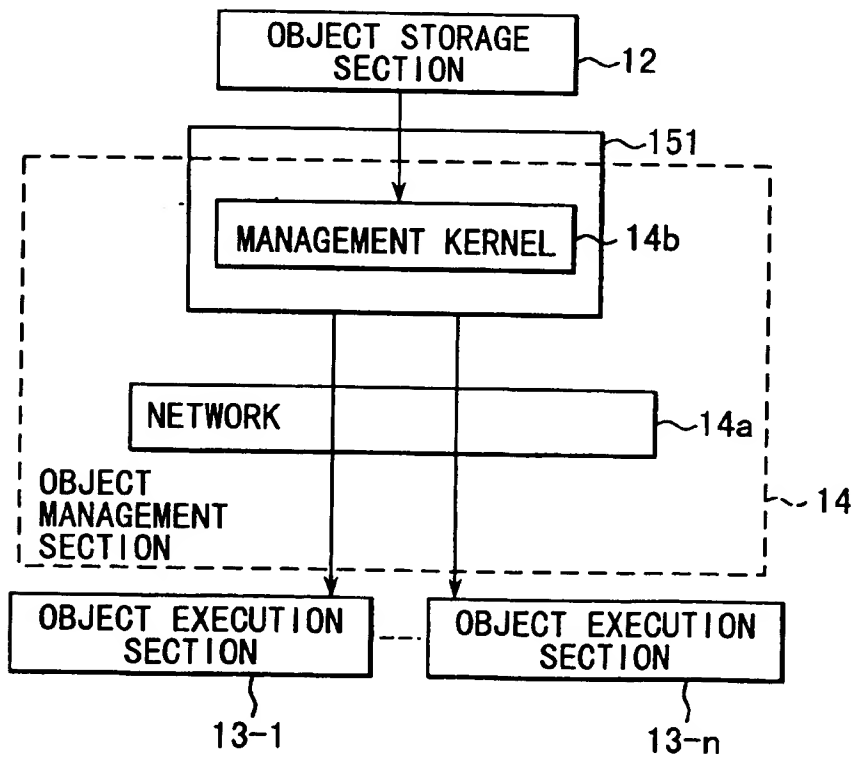 OBJECT STORAGE
SECTION
12
151
MANAGEMENT KERNEL
14b
NETWORK
14a
OBJECT
MANAGEMENT
SECTION
14
OBJECT EXECUTION
SECTION
OBJECT EXECUTION
SECTION
13-1
13-n